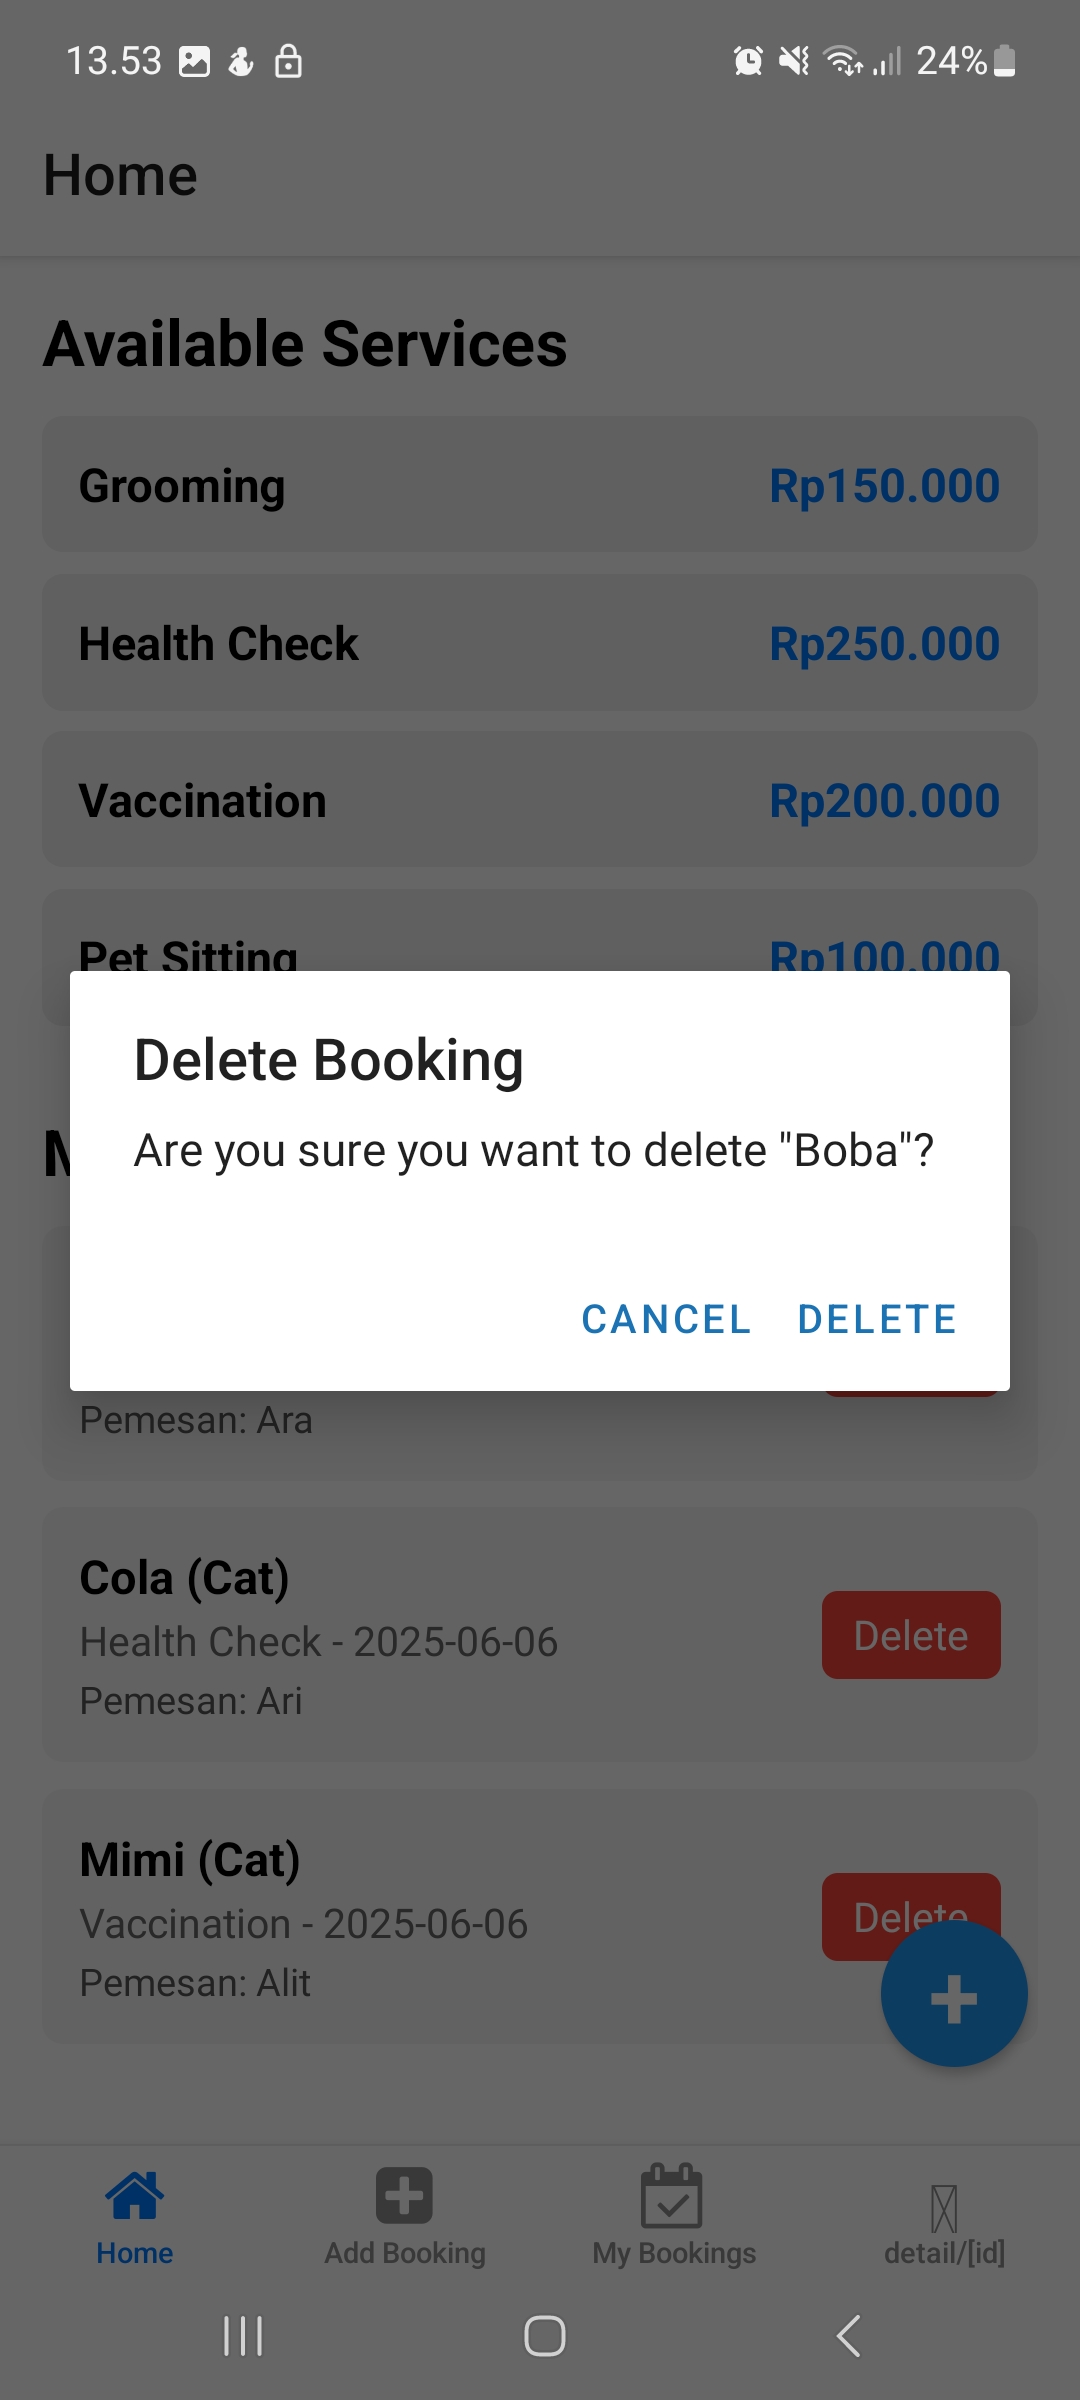 13.53 24%
Home
Available Services
Grooming Rp150.000
Health Check Rp250.000
Vaccination Rp200.000
Pet Sitting Rp100.000
Delete Booking
Are you sure you want to delete "Boba"?
CANCEL DELETE
Pemesan: Ara
Cola (Cat)
Health Check - 2025-06-06
Pemesan: Ari
Delete
Mimi (Cat)
Vaccination - 2025-06-06
Pemesan: Alit
Delete
Home Add Booking My Bookings detail/[id]